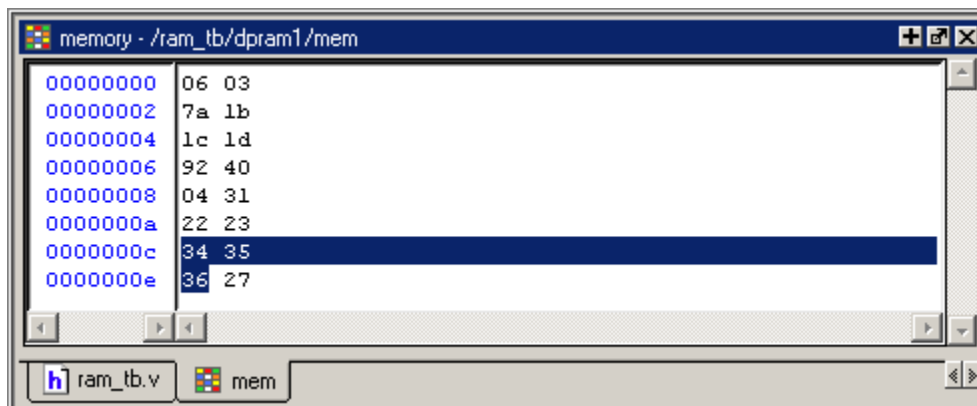 memory - /ram_tb/dpram1/mem
00000000 06 03
00000002 7a 1b
00000004 1c 1d
00000006 92 40
00000008 04 31
0000000a 22 23
0000000c 34 35
0000000e 36 27
h ram_tb.v mem